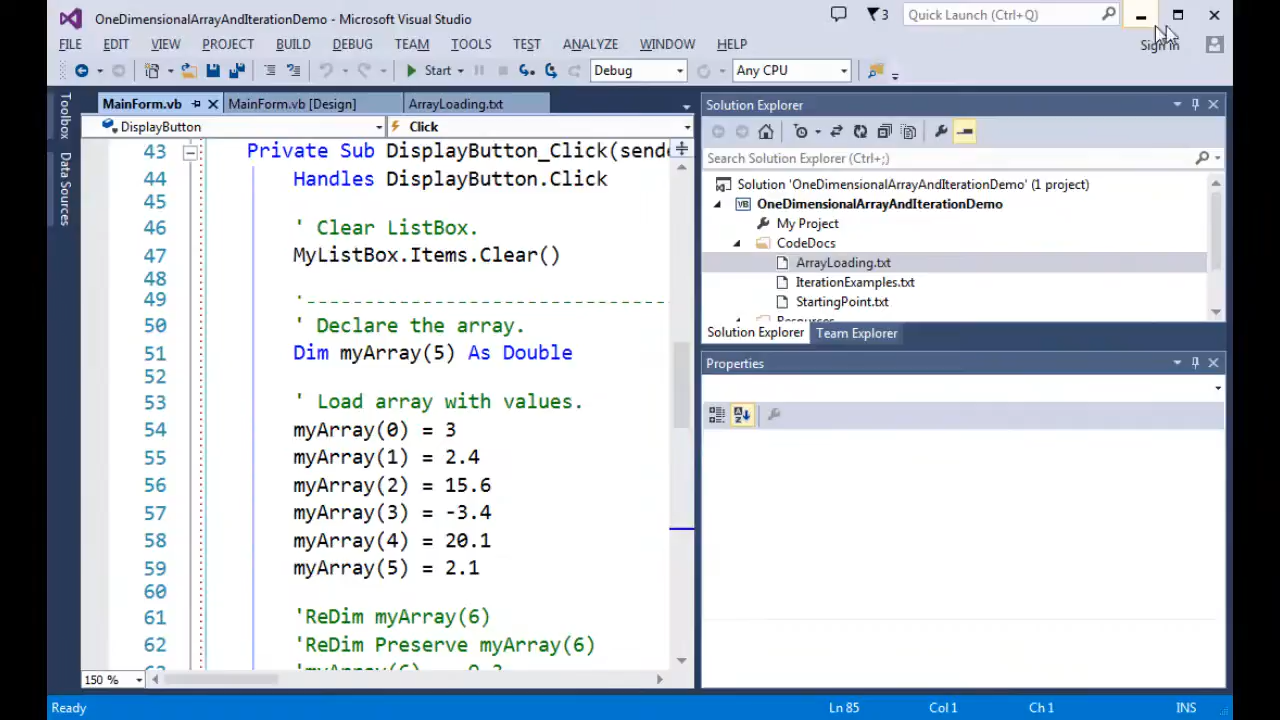 OneDimensionalArrayAndIterationDemo - Microsoft Visual Studio
3
Quick Launch (Ctrl+Q)
FILE EDIT VIEW PROJECT BUILD DEBUG TEAM TOOLS TEST ANALYZE WINDOW HELP
Sign in
Start Debug Any CPU
Toolbox
Data Sources
MainForm.vb MainForm.vb [Design] ArrayLoading.txt
DisplayButton Click
43 Private Sub DisplayButton_Click(sende
44 Handles DisplayButton.Click
45
46 ' Clear ListBox.
47 MyListBox.Items.Clear()
48
49 '-------------------------------
50 ' Declare the array.
51 Dim myArray(5) As Double
52
53 ' Load array with values.
54 myArray(0) = 3
55 myArray(1) = 2.4
56 myArray(2) = 15.6
57 myArray(3) = -3.4
58 myArray(4) = 20.1
59 myArray(5) = 2.1
60
61 'ReDim myArray(6)
62 'ReDim Preserve myArray(6)
150 %
Solution Explorer
Search Solution Explorer (Ctrl+;)
Solution 'OneDimensionalArrayAndIterationDemo' (1 project)
VB OneDimensionalArrayAndIterationDemo
My Project
CodeDocs
ArrayLoading.txt
IterationExamples.txt
StartingPoint.txt
Resources
Solution Explorer Team Explorer
Properties
Ready Ln 85 Col 1 Ch 1 INS